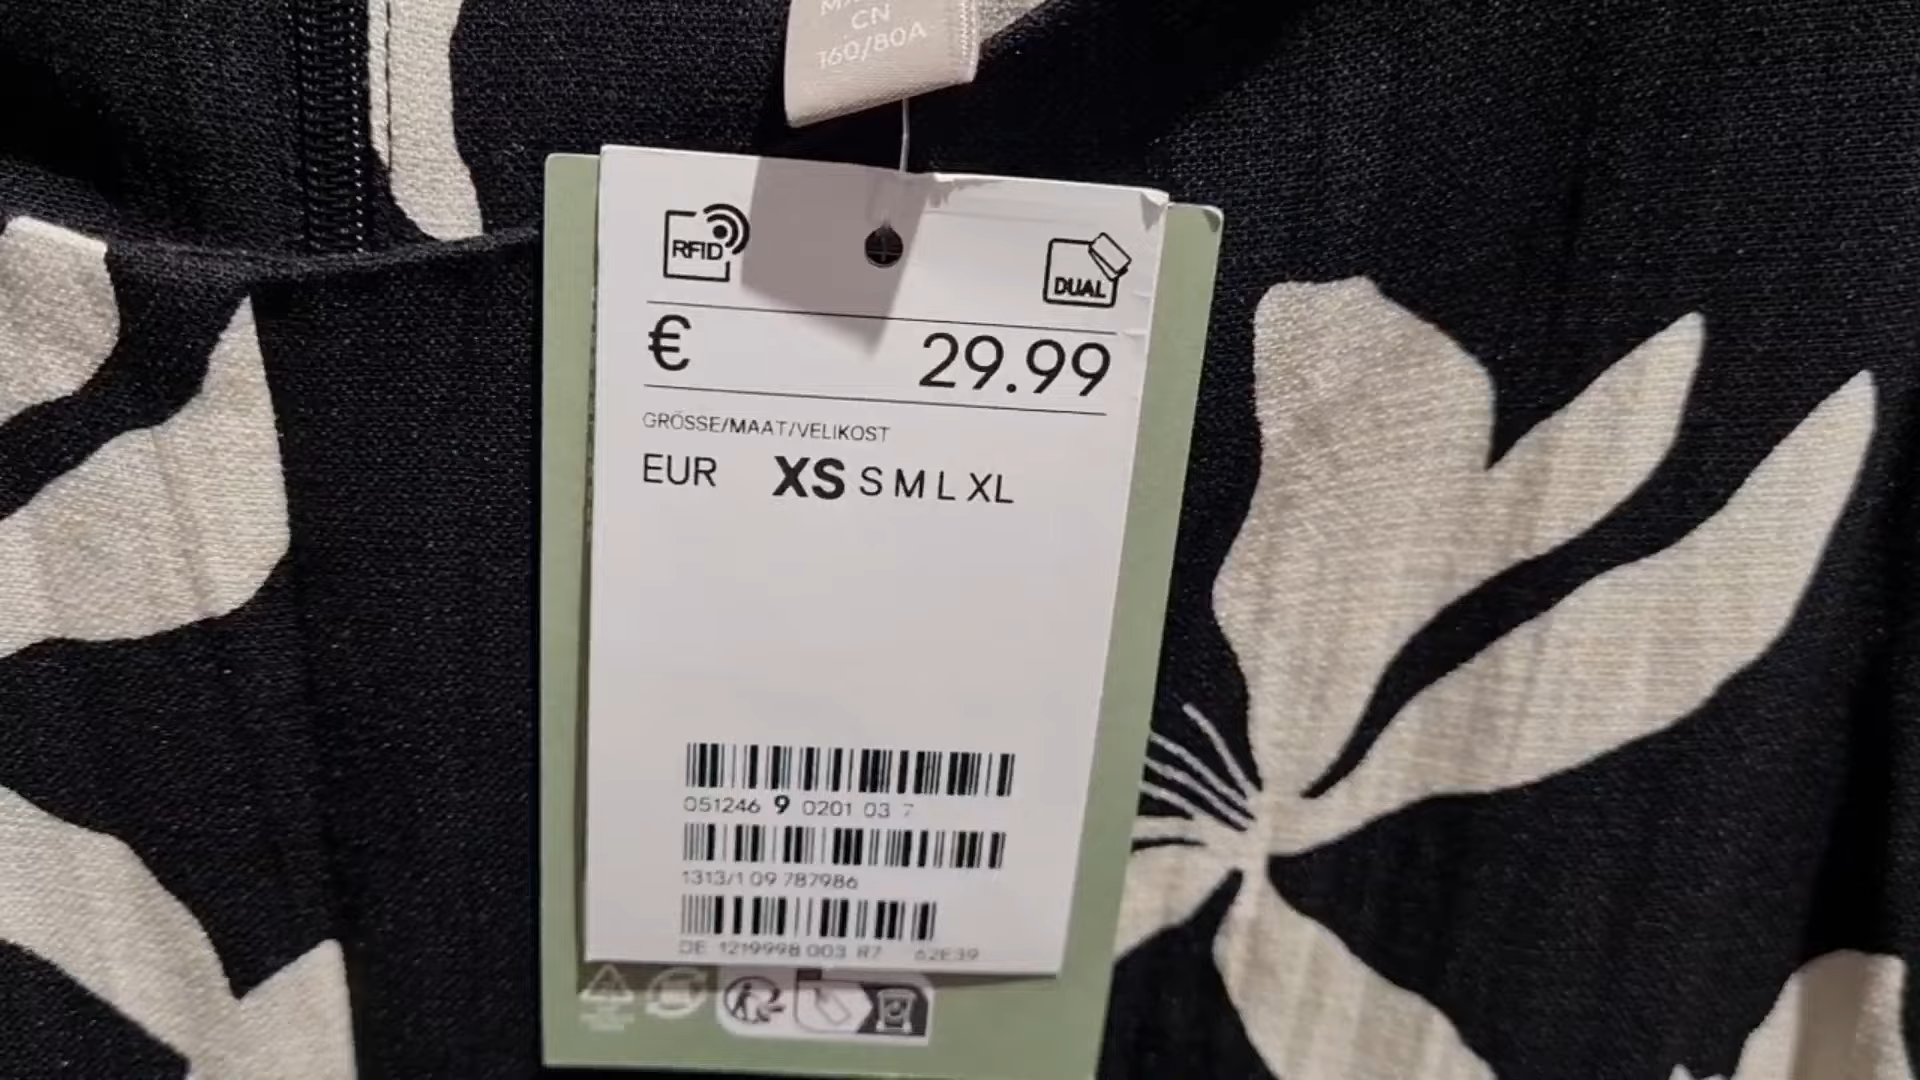 CN
160/80A
RFID
DUAL
€ 29.99
GRÖSSE/MAAT/VELIKOST
EUR XS S M L XL
051246 9 0201 03 7
1313/1 09 787986
DE 1219998 003 R7 62E39